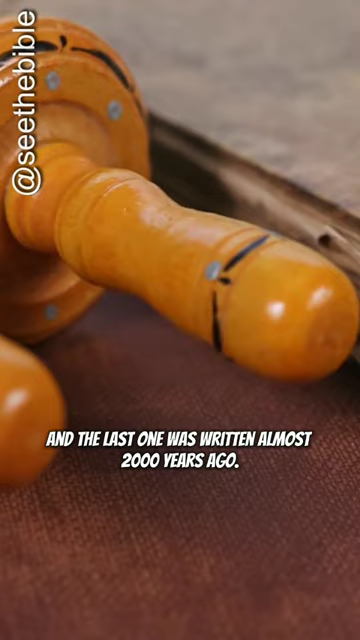 @seethebible
AND THE LAST ONE WAS WRITTEN ALMOST
2000 YEARS AGO.